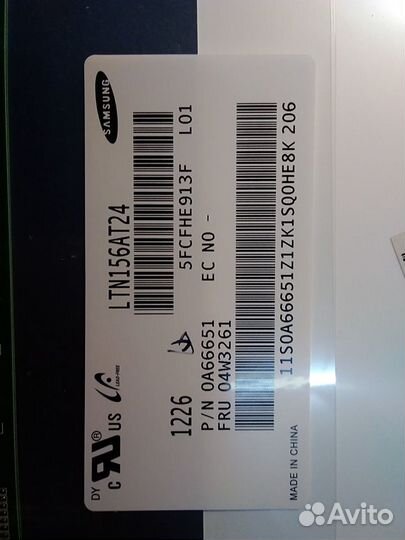 SAMSUNG
LTN156AT24
5FCFHE913F L01
EC NO -
DY
c RU® US
LEAD-FREE
1226
P/N 0A66651
FRU 04W3261
11S0A66651Z1ZK1SQ0HE8K 206
MADE IN CHINA
Avito